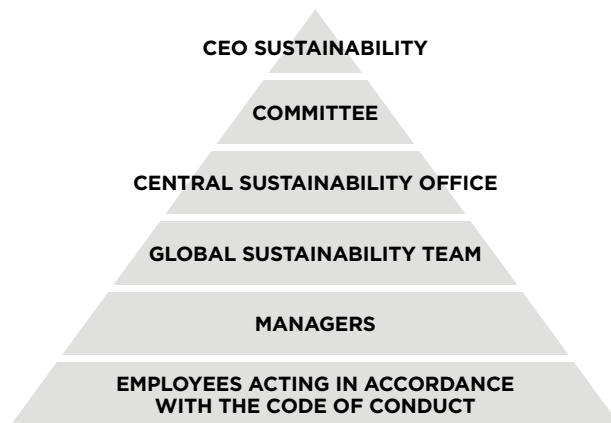 CEO SUSTAINABILITY
COMMITTEE
CENTRAL SUSTAINABILITY OFFICE
GLOBAL SUSTAINABILITY TEAM
MANAGERS
EMPLOYEES ACTING IN ACCORDANCE
WITH THE CODE OF CONDUCT